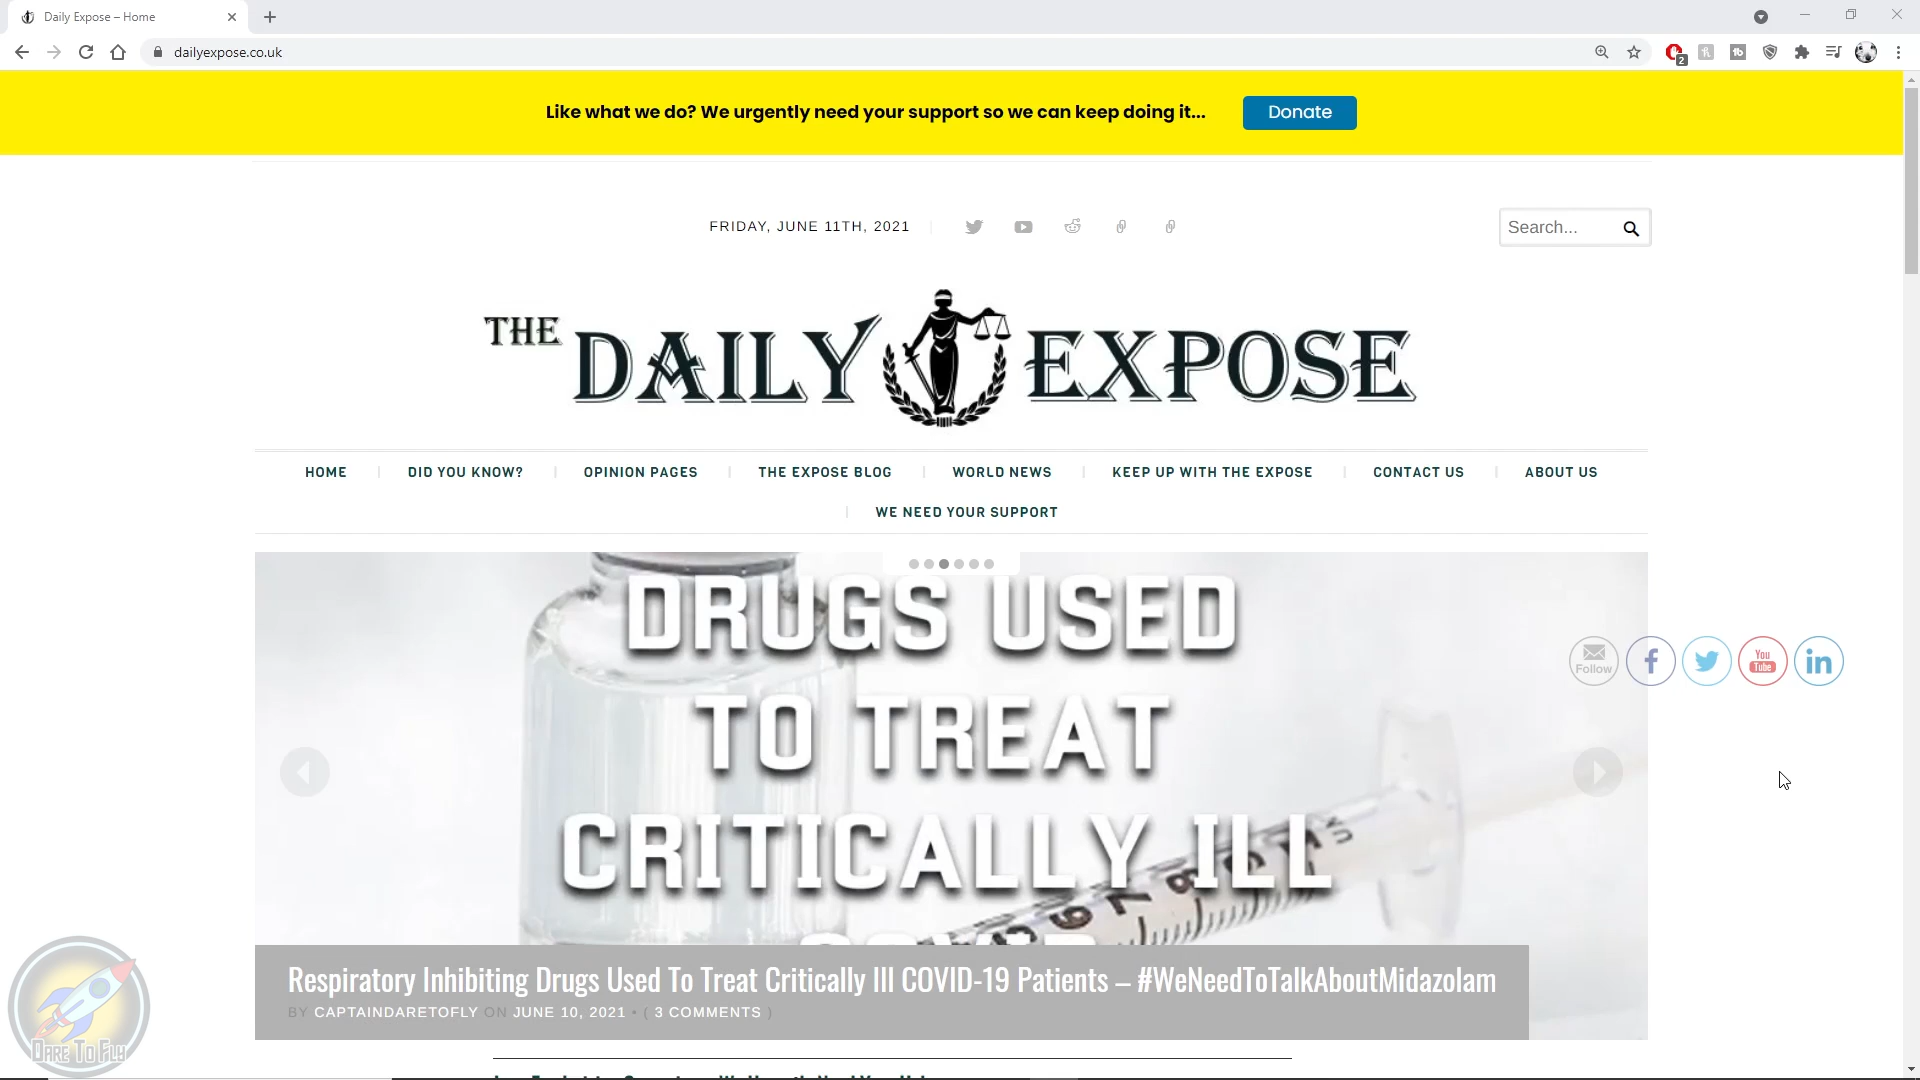 Daily Expose – Home
dailyexpose.co.uk
2
Like what we do? We urgently need your support so we can keep doing it...
Donate
FRIDAY, JUNE 11TH, 2021
Search...
THE DAILY EXPOSE
HOME
DID YOU KNOW?
OPINION PAGES
THE EXPOSE BLOG
WORLD NEWS
KEEP UP WITH THE EXPOSE
CONTACT US
ABOUT US
WE NEED YOUR SUPPORT
DRUGS USED
TO TREAT
CRITICALLY ILL
Follow
You
Tube
in
Respiratory Inhibiting Drugs Used To Treat Critically Ill COVID-19 Patients – #WeNeedToTalkAboutMidazolam
BY CAPTAINDARETOFLY ON JUNE 10, 2021 • ( 3 COMMENTS )
Dare To Fly